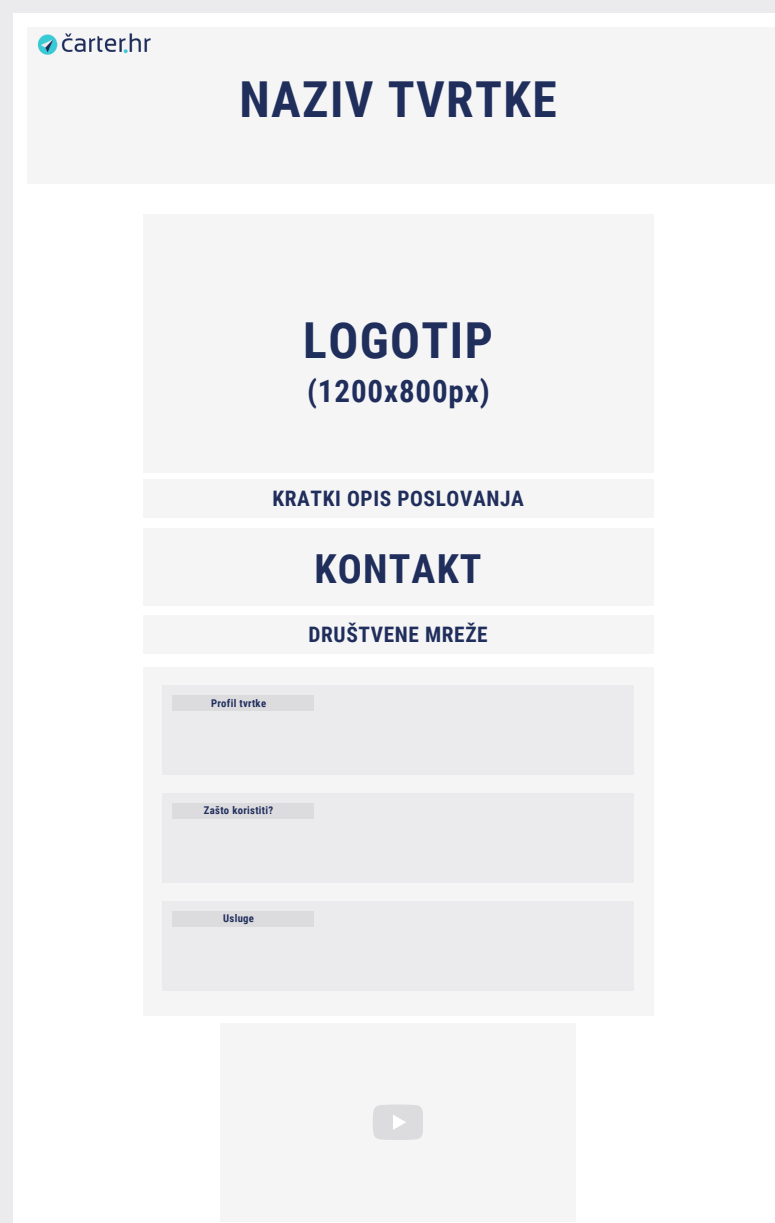 čarter.hr
NAZIV TVRTKE
LOGOTIP
(1200x800px)
KRATKI OPIS POSLOVANJA
KONTAKT
DRUŠTVENE MREŽE
Profil tvrtke
Zašto koristiti?
Usluge